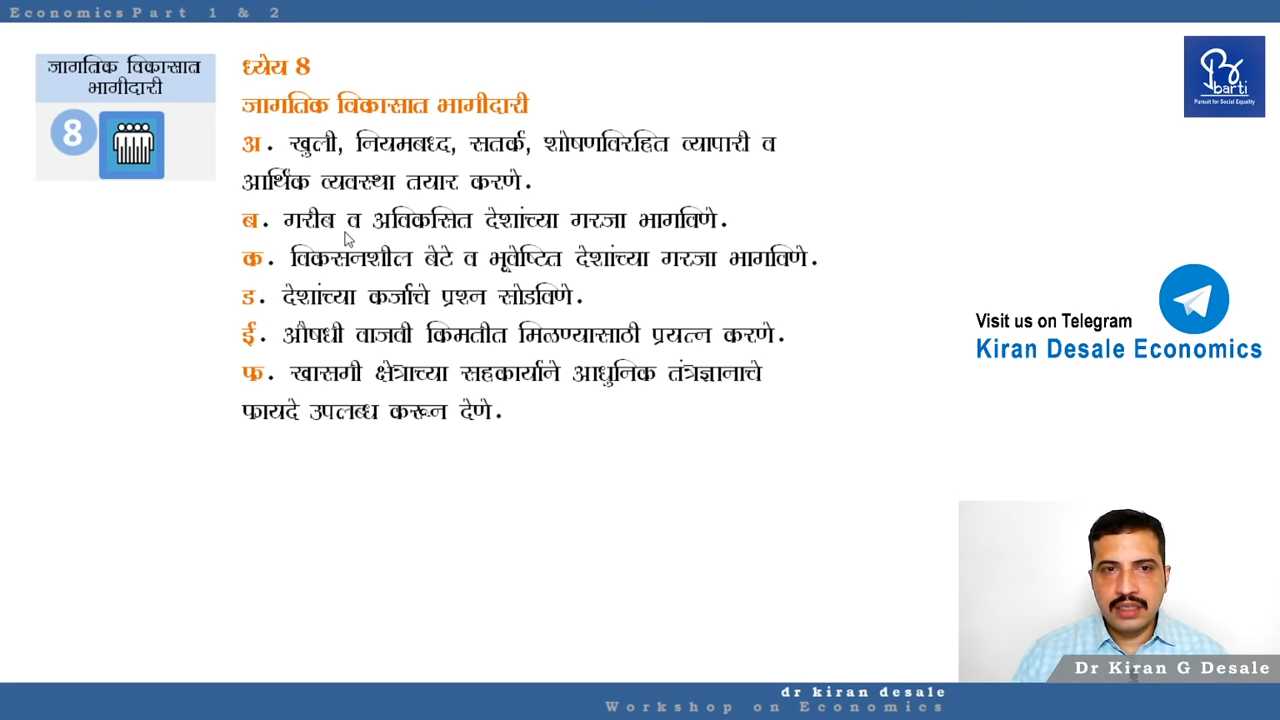 Economics Part 1 & 2
जागतिक विकासात
भागीदारी
8
ध्येय 8
जागतिक विकासात भागीदारी
अ. खुली, नियमबध्द, सतर्क, शोषणविरहित व्यापारी व
आर्थिक व्यवस्था तयार करणे.
ब. गरीब व अविकसित देशांच्या गरजा भागविणे.
क. विकसनशील बेटे व भूवेष्टित देशांच्या गरजा भागविणे.
ड. देशांच्या कर्जाचे प्रश्न सोडविणे.
ई. औषधी वाजवी किमतीत मिळण्यासाठी प्रयत्न करणे.
फ. खासगी क्षेत्राच्या सहकार्याने आधुनिक तंत्रज्ञानाचे
फायदे उपलब्ध करून देणे.
barti
Pursuit for Social Equality
Visit us on Telegram
Kiran Desale Economics
Dr Kiran G Desale
dr kiran desale
Workshop on Economics